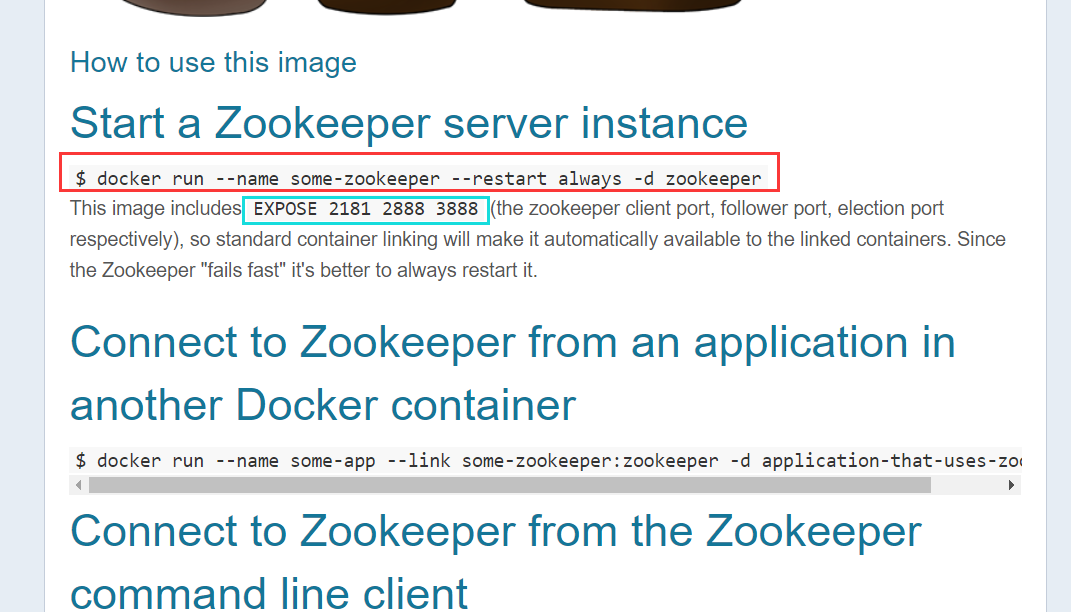 How to use this image
Start a Zookeeper server instance
$ docker run --name some-zookeeper --restart always -d zookeeper
This image includes EXPOSE 2181 2888 3888 (the zookeeper client port, follower port, election port
respectively), so standard container linking will make it automatically available to the linked containers. Since
the Zookeeper "fails fast" it's better to always restart it.
Connect to Zookeeper from an application in
another Docker container
$ docker run --name some-app --link some-zookeeper:zookeeper -d application-that-uses-zoo
Connect to Zookeeper from the Zookeeper
command line client